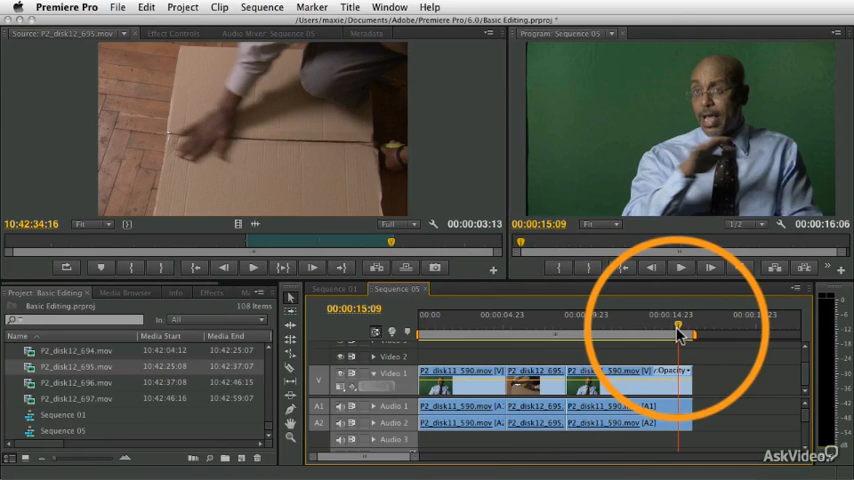 Premiere Pro File Edit Project Clip Sequence Marker Title Window Help
/Users/maxie/Documents/Adobe/Premiere Pro/6.0/Basic Editing.prproj *
Source: P2_disk12_695.mov Effect Controls Audio Mixer: Sequence 05 Metadata
Program: Sequence 05
10:42:34:16 Fit Full 00:00:03:13
00:00:15:09 Fit 1/2 00:00:16:06
Project: Basic Editing Media Browser Info Effects
Basic Editing.prproj 108 Items
In: All
Name Media Start Media End
P2_disk12_694.mov 10:42:04:12 10:42:25:07
P2_disk12_695.mov 10:42:25:08 10:42:37:07
P2_disk12_696.mov 10:42:37:08 10:42:46:15
P2_disk12_697.mov 10:42:46:16 10:42:59:07
Sequence 01
Sequence 05
Sequence 01 Sequence 05
00:00:15:09
00:00 00:00:04:23 00:00:09:23 00:00:14:23
Video 2
V Video 1
P2_disk11_590.mov [V] P2_disk12_695. P2_disk11_590.mov [V] Opacity
A1 Audio 1 P2_disk11_590.mov [A P2_disk12_695. P2_disk11_590.mov [A1]
A2 Audio 2 P2_disk11_590.mov [A P2_disk12_695. P2_disk11_590.mov [A2]
Audio 3
AskVideo